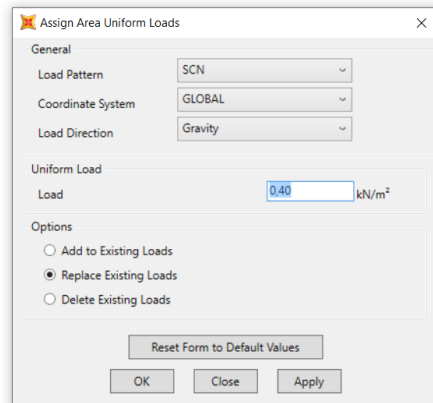 Assign Area Uniform Loads
General
Load Pattern SCN
Coordinate System GLOBAL
Load Direction Gravity
Uniform Load
Load 0,40 kN/m²
Options
Add to Existing Loads
Replace Existing Loads
Delete Existing Loads
Reset Form to Default Values
OK Close Apply